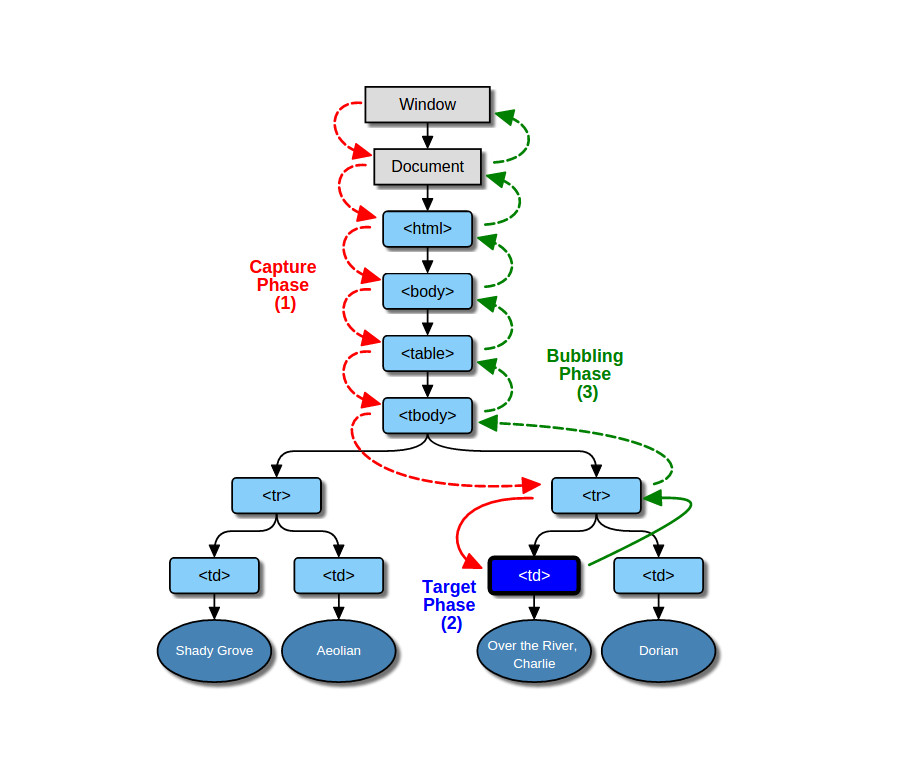 Window
Document
<html>
Capture
Phase
(1)
<body>
<table>
Bubbling
Phase
(3)
<tbody>
<tr>
<tr>
<td>
<td>
<td>
<td>
Target
Phase
(2)
Shady Grove
Aeolian
Over the River,
Charlie
Dorian